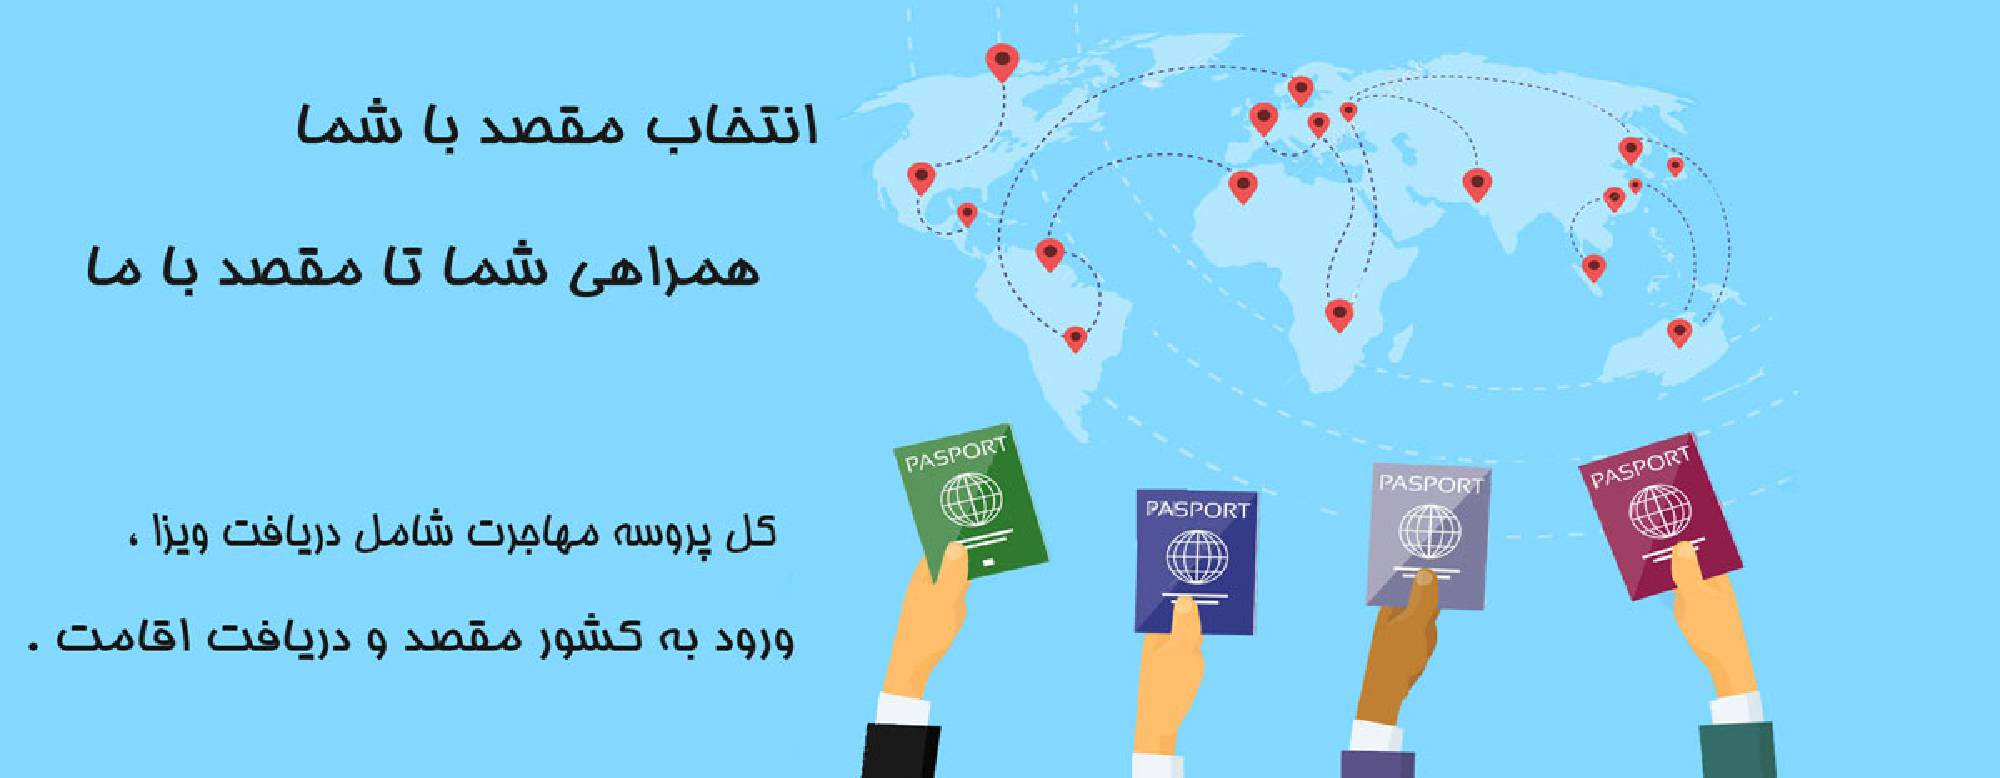 انتخاب مقصد با شما
همراهی شما تا مقصد با ما
کل پروسه مهاجرت شامل دریافت ویزا ،
ورود به کشور مقصد و دریافت اقامت .
PASPORT
PASPORT
PASPORT
PASPORT